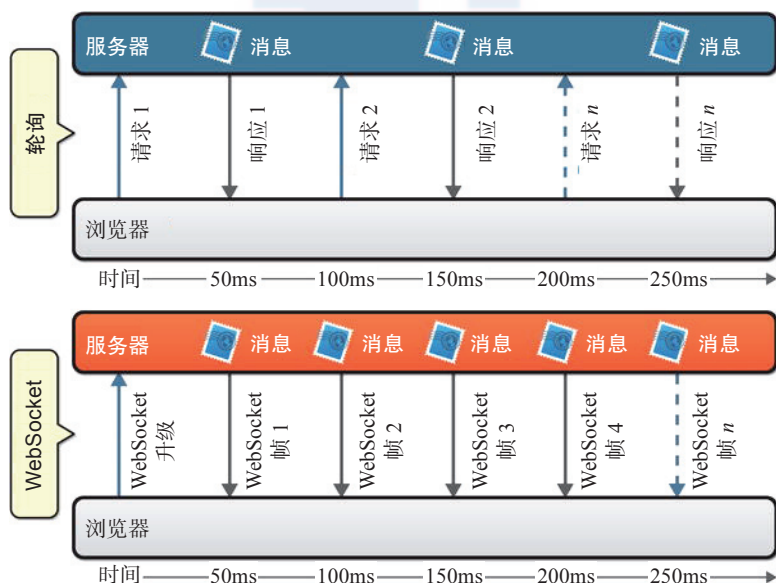 服务器 消息 消息 消息
轮询
请求 1
响应 1
请求 2
响应 2
请求 n
响应 n
浏览器
时间 50ms 100ms 150ms 200ms 250ms
服务器 消息 消息 消息 消息 消息
WebSocket
WebSocket
升级
WebSocket
帧 1
WebSocket
帧 2
WebSocket
帧 3
WebSocket
帧 4
WebSocket
帧 n
浏览器
时间 50ms 100ms 150ms 200ms 250ms